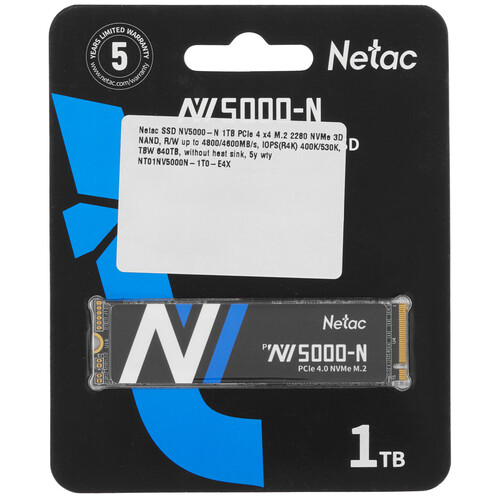 5 YEARS LIMITED WARRANTY
5
www.netac.com/warranty
Netac
NV5000-N
Netac SSD NV5000-N 1TB PCIe 4 x4 M.2 2280 NVMe 3D
NAND, R/W up to 4800/4600MB/s, IOPS(R4K) 400K/530K,
TBW 640TB, without heat sink, 5y wty
NT01NV5000N-1T0-E4X
D
N
Netac
NV5000-N
PCIe 4.0 NVMe M.2
1TB